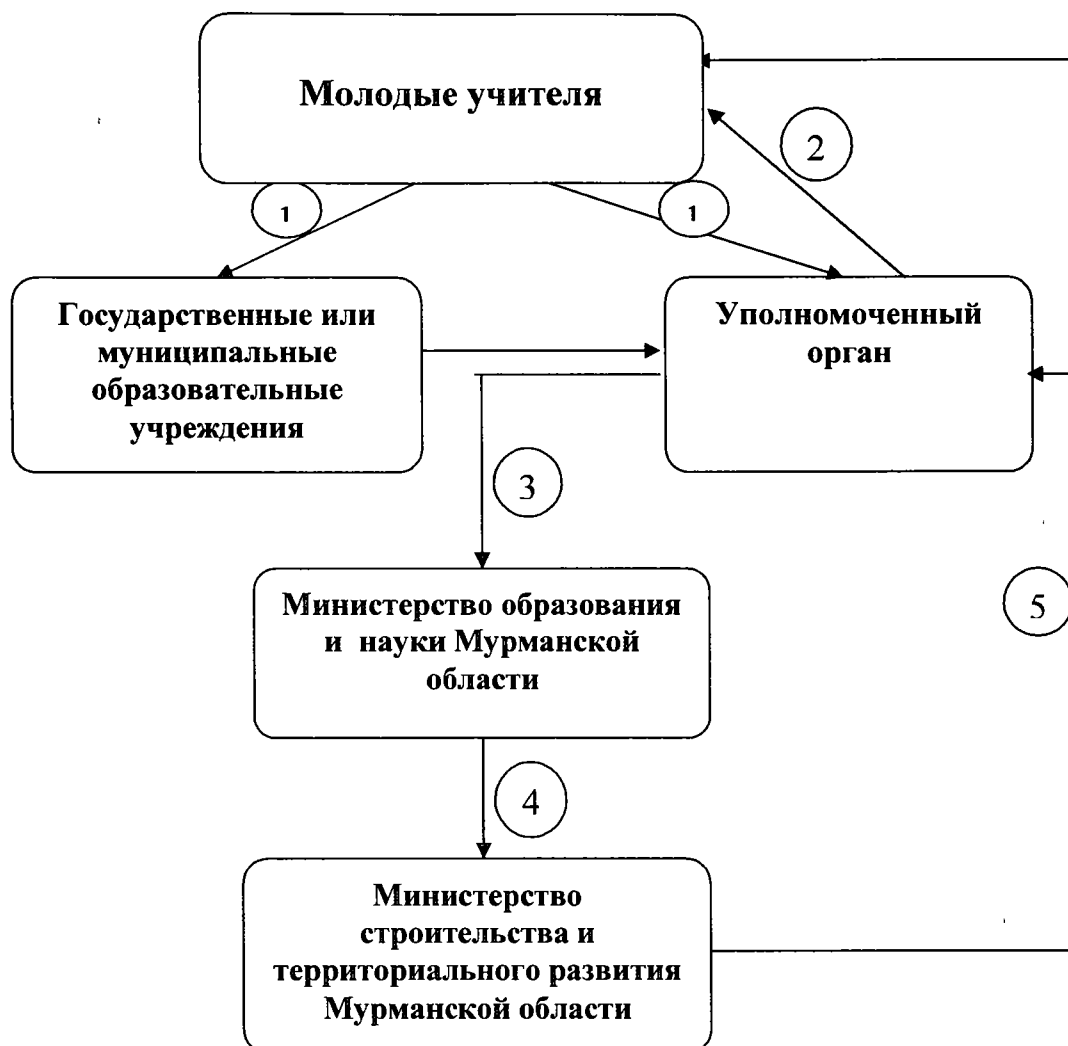 Молодые учителя
2
1
1
Государственные или
муниципальные
образовательные
учреждения
Уполномоченный
орган
3
Министерство образования
и науки Мурманской
области
5
4
Министерство
строительства и
территориального развития
Мурманской области